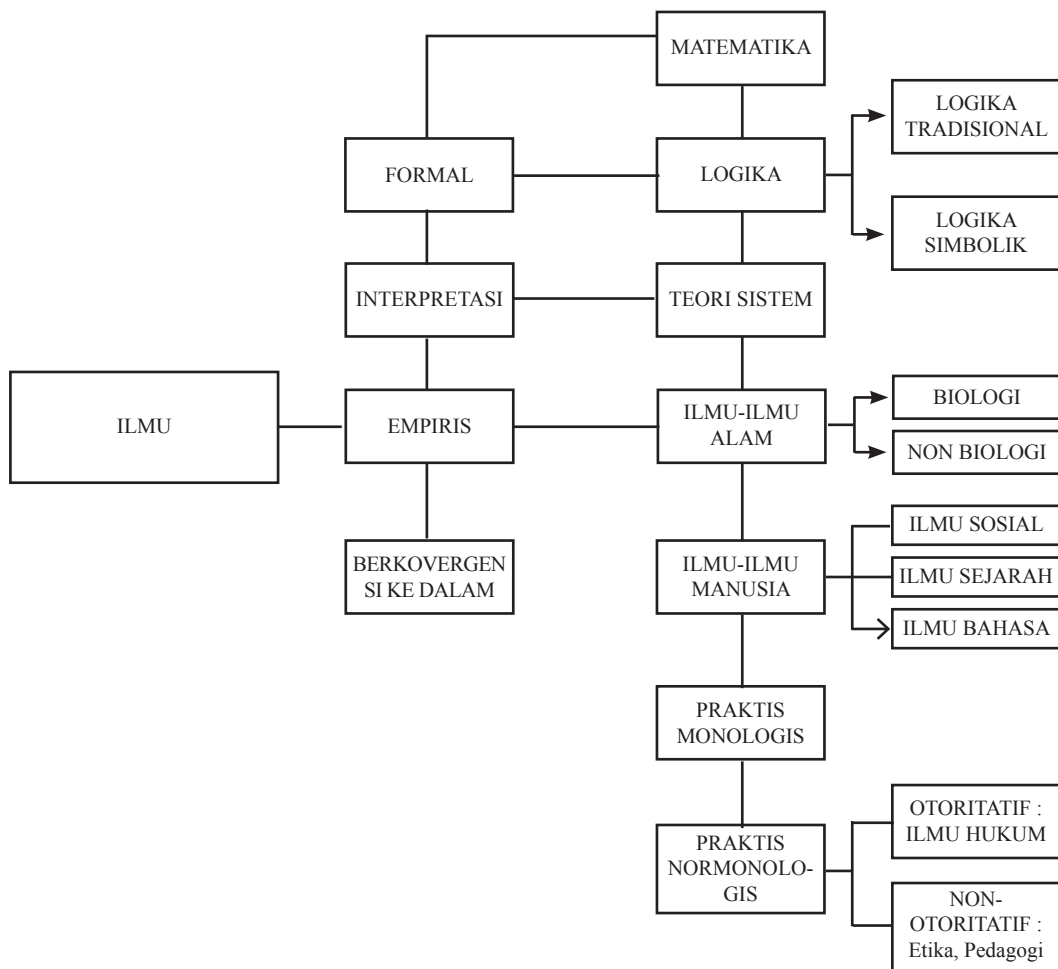 MATEMATIKA
LOGIKA
TRADISIONAL
FORMAL
LOGIKA
LOGIKA
SIMBOLIK
INTERPRETASI
TEORI SISTEM
ILMU
EMPIRIS
ILMU-ILMU
ALAM
BIOLOGI
NON BIOLOGI
BERKOVERGEN
SI KE DALAM
ILMU-ILMU
MANUSIA
ILMU SOSIAL
ILMU SEJARAH
ILMU BAHASA
PRAKTIS
MONOLOGIS
PRAKTIS
NORMONOLO-
GIS
OTORITATIF :
ILMU HUKUM
NON-
OTORITATIF :
Etika, Pedagogi